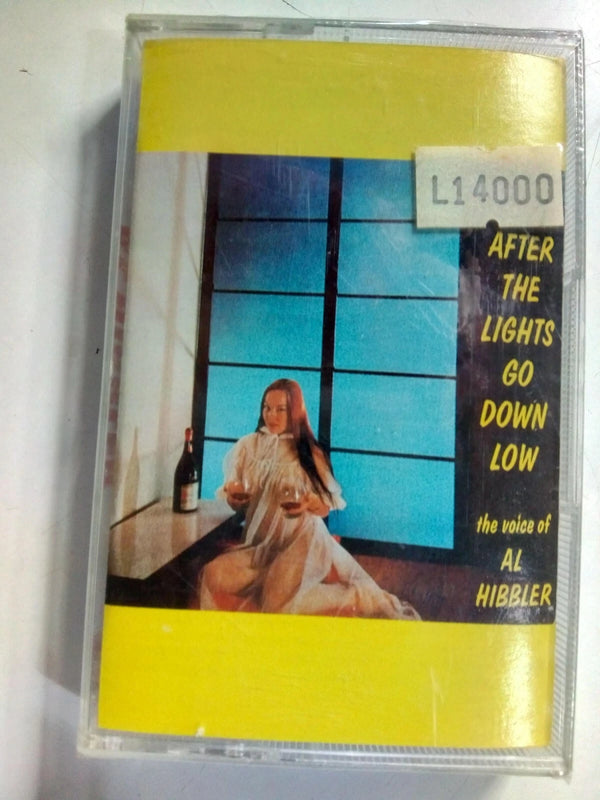 L14000
AFTER
THE
LIGHTS
GO
DOWN
LOW
the voice of
AL
HIBBLER